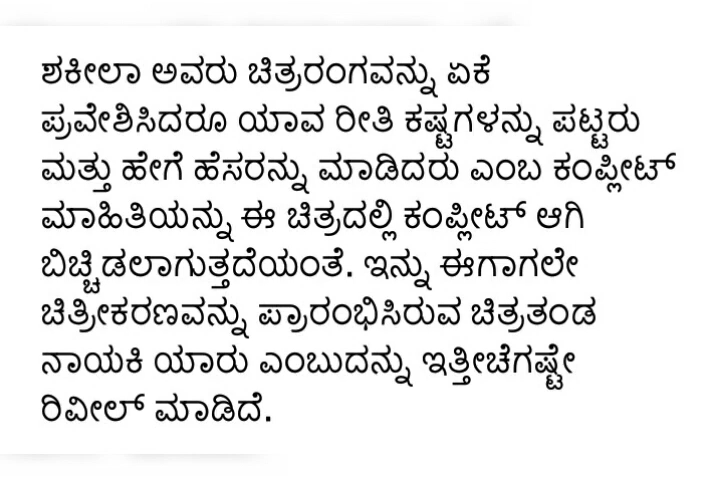 ಶಕೀಲಾ ಅವರು ಚಿತ್ರರಂಗವನ್ನು ಏಕೆ
ಪ್ರವೇಶಿಸಿದರೂ ಯಾವ ರೀತಿ ಕಷ್ಟಗಳನ್ನು ಪಟ್ಟರು
ಮತ್ತು ಹೇಗೆ ಹೆಸರನ್ನು ಮಾಡಿದರು ಎಂಬ ಕಂಪ್ಲೀಟ್
ಮಾಹಿತಿಯನ್ನು ಈ ಚಿತ್ರದಲ್ಲಿ ಕಂಪ್ಲೀಟ್ ಆಗಿ
ಬಿಚ್ಚಿಡಲಾಗುತ್ತದೆಯಂತೆ. ಇನ್ನು ಈಗಾಗಲೇ
ಚಿತ್ರೀಕರಣವನ್ನು ಪ್ರಾರಂಭಿಸಿರುವ ಚಿತ್ರತಂಡ
ನಾಯಕಿ ಯಾರು ಎಂಬುದನ್ನು ಇತ್ತೀಚೆಗಷ್ಟೇ
ರಿವೀಲ್ ಮಾಡಿದೆ.